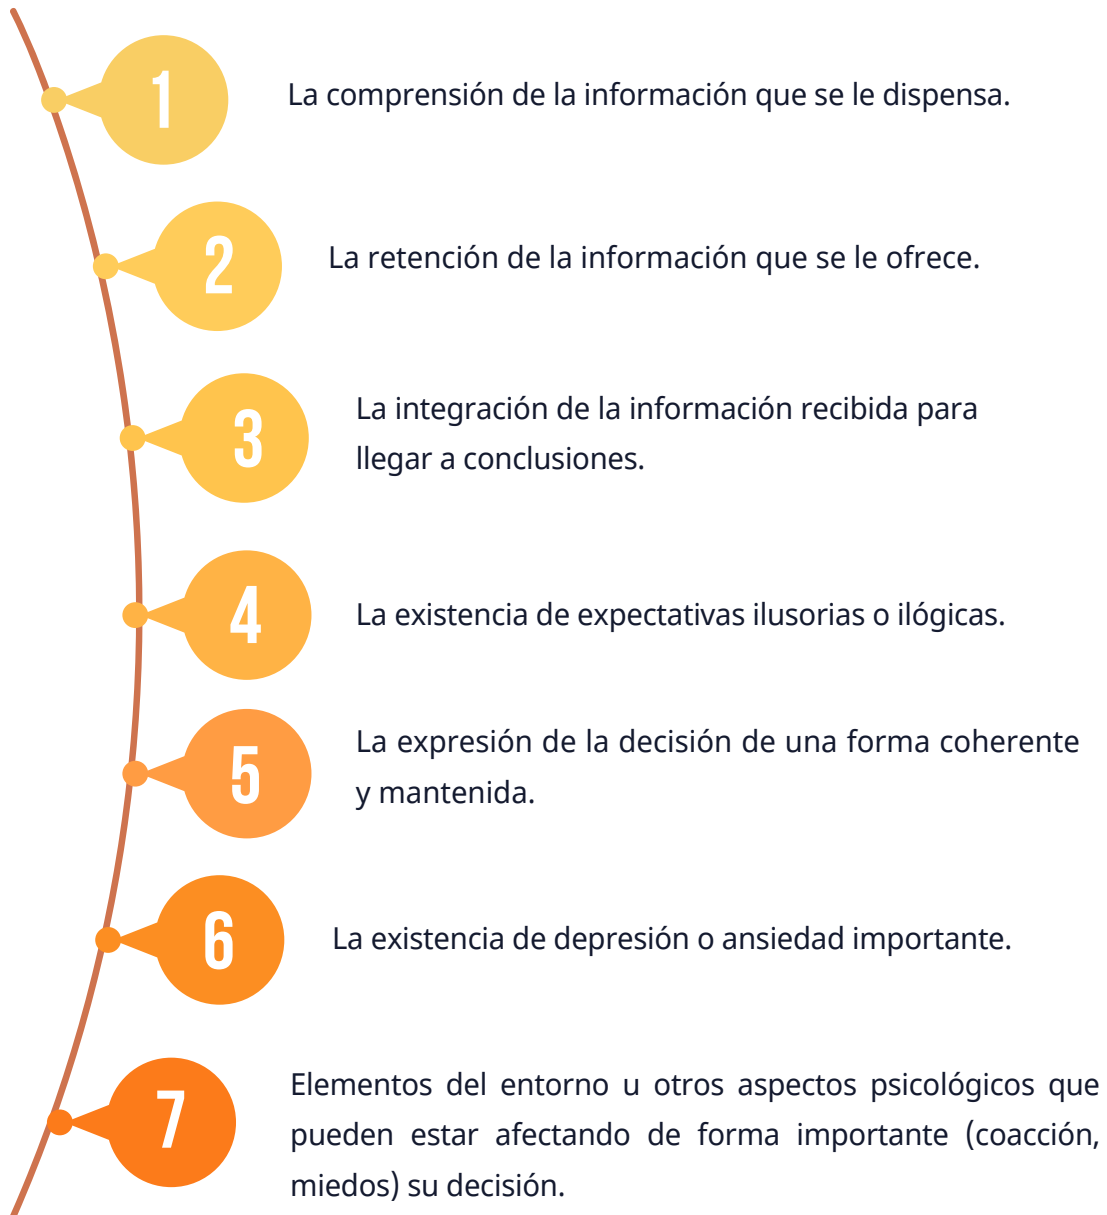 1
La comprensión de la información que se le dispensa.
2
La retención de la información que se le ofrece.
3
La integración de la información recibida para
llegar a conclusiones.
4
La existencia de expectativas ilusorias o ilógicas.
5
La expresión de la decisión de una forma coherente
y mantenida.
6
La existencia de depresión o ansiedad importante.
7
Elementos del entorno u otros aspectos psicológicos que
pueden estar afectando de forma importante (coacción,
miedos) su decisión.